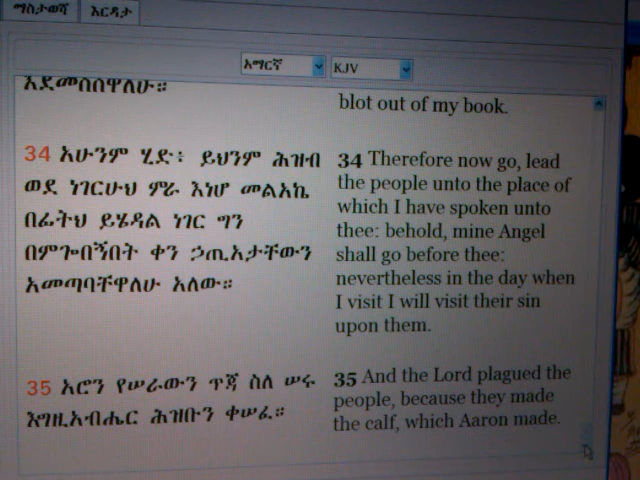 ማስታወሻ
እርዳታ
አማርኛ
KJV
እደመስሰዋለሁ።
34 አሁንም ሂድ፥ ይህንም ሕዝብ
ወደ ነገርሁህ ምራ እነሆ መልአኬ
በፊትህ ይሄዳል ነገር ግን
በምጐበኝበት ቀን ኃጢአታቸውን
አመጣባቸዋለሁ አለው።
35 አሮን የሠራውን ጥጃ ስለ ሠሩ
እግዚአብሔር ሕዝቡን ቀሠፈ።
blot out of my book.
34 Therefore now go, lead
the people unto the place of
which I have spoken unto
thee: behold, mine Angel
shall go before thee:
nevertheless in the day when
I visit I will visit their sin
upon them.
35 And the Lord plagued the
people, because they made
the calf, which Aaron made.